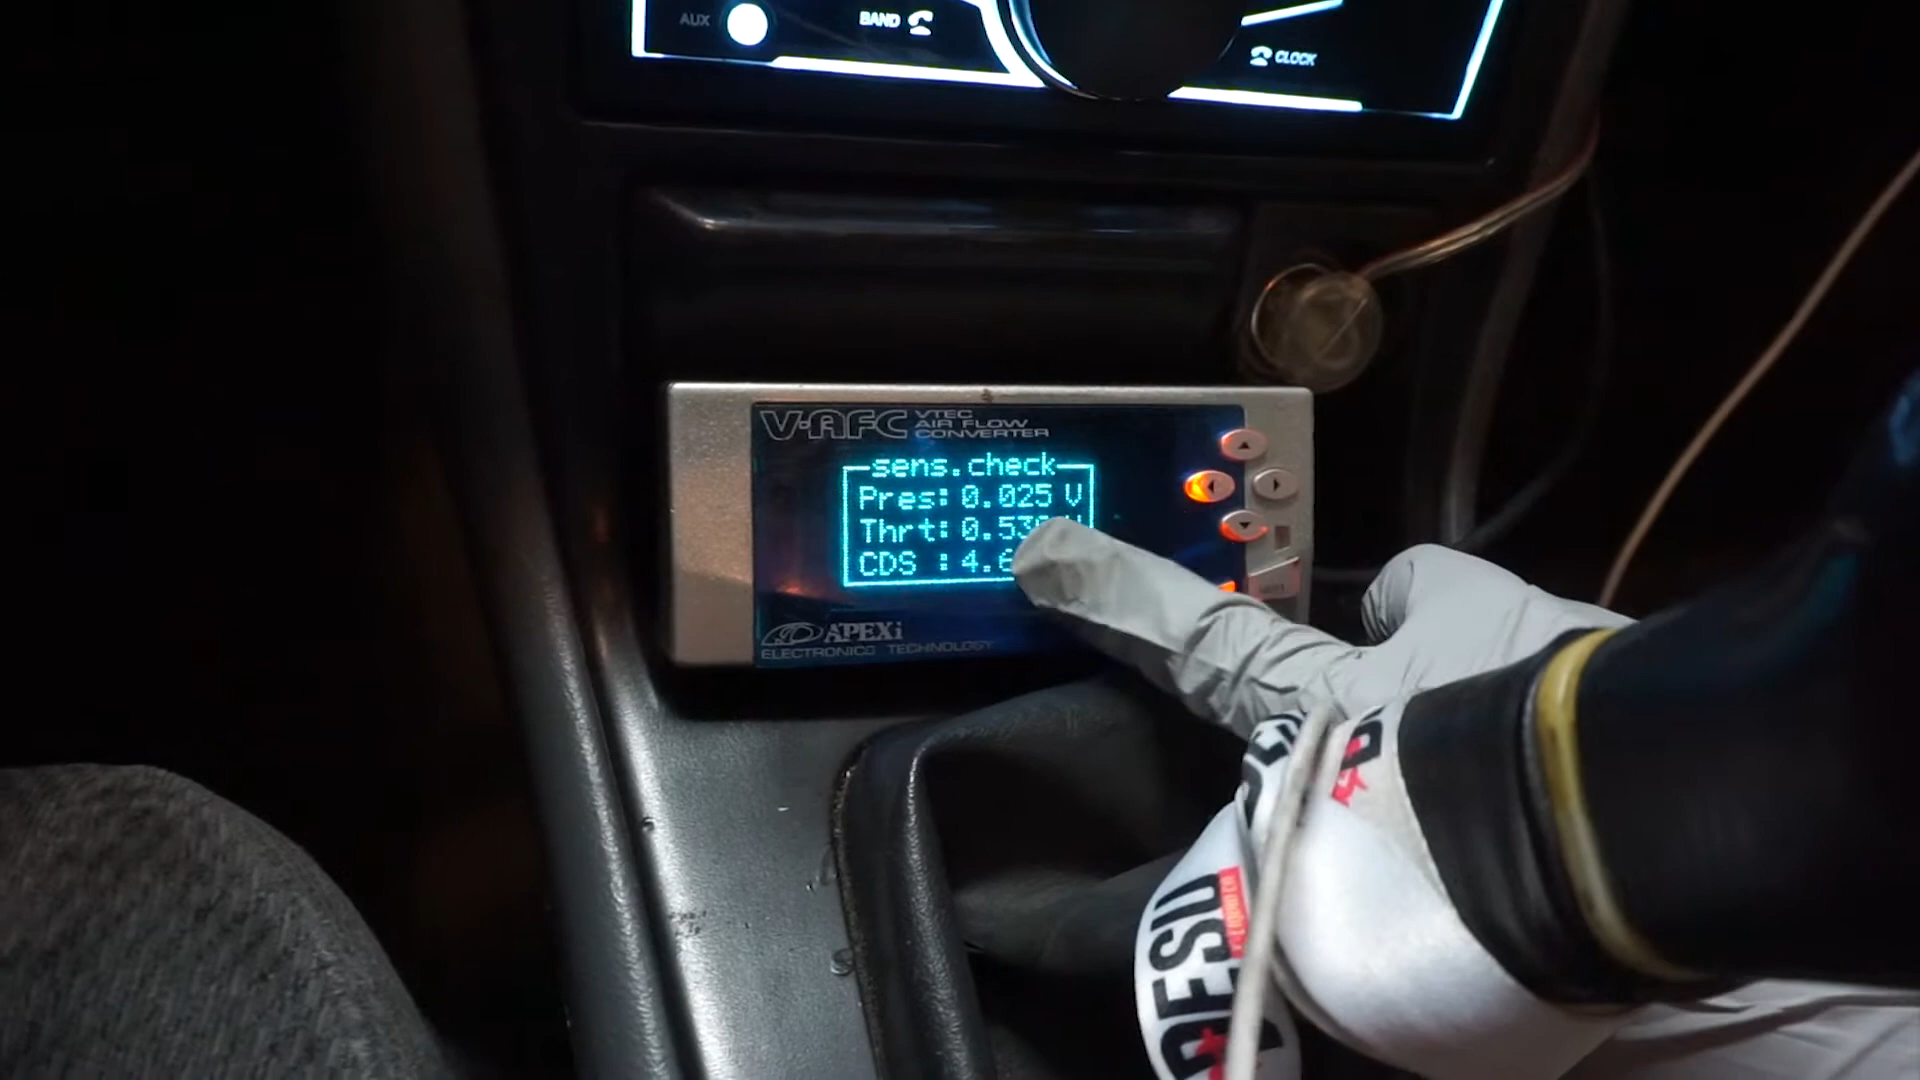 AUX
BAND
CLOCK
V·AFC VTEC
AIR FLOW
CONVERTER
sens.check
Pres: 0.025 V
Thrt: 0.53
CDS : 4.6
APEXi
ELECTRONICS TECHNOLOGY
DESD